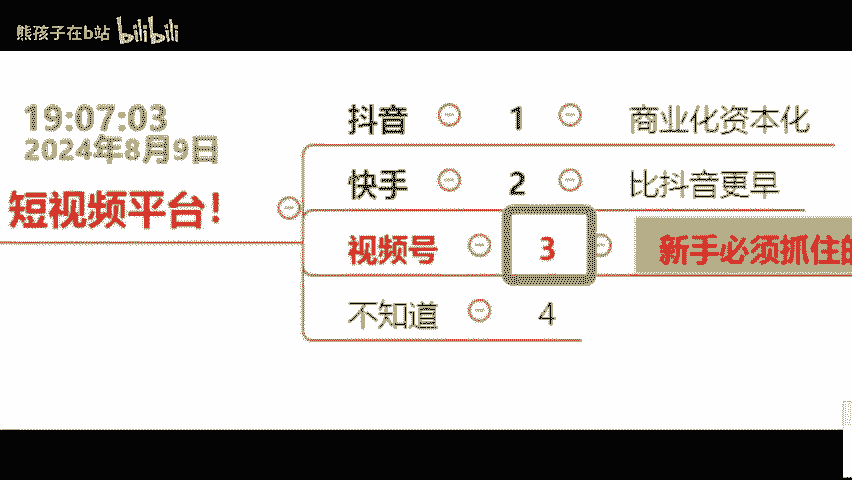 熊孩子在b站 bilibili
19:07:03
2024年8月9日
短视频平台!
抖音 1 商业化资本化
快手 2 比抖音更早
视频号 3 新手必须抓住的
不知道 4